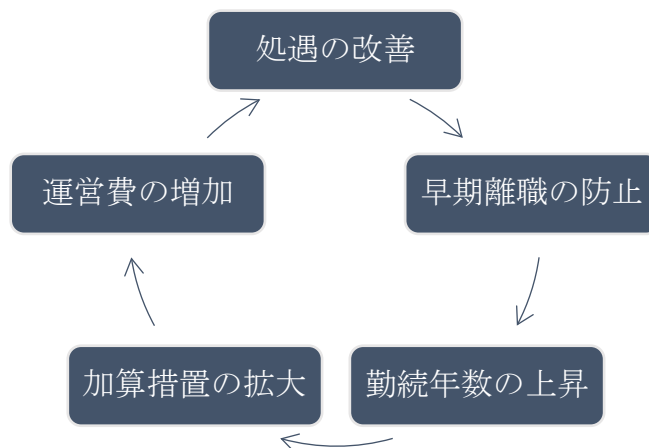 処遇の改善
早期離職の防止
勤続年数の上昇
加算措置の拡大
運営費の増加